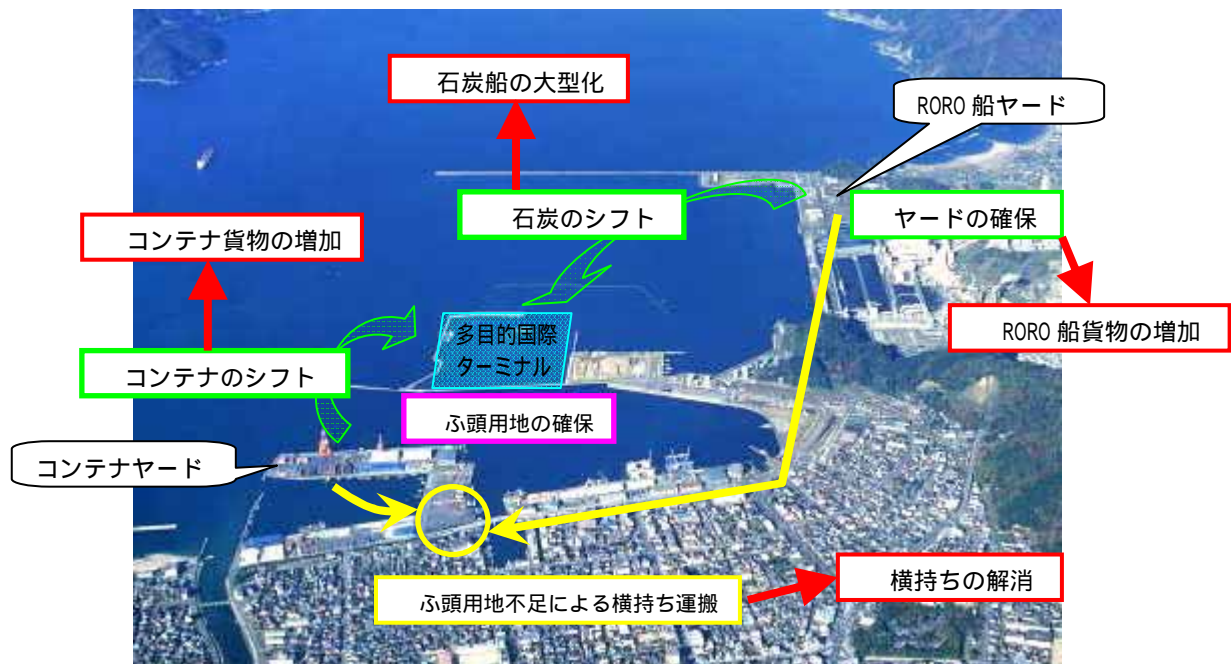 石炭船の大型化
RORO 船ヤード
石炭のシフト
ヤードの確保
コンテナ貨物の増加
RORO 船貨物の増加
多目的国際
ターミナル
コンテナのシフト
ふ頭用地の確保
コンテナヤード
横持ちの解消
ふ頭用地不足による横持ち運搬